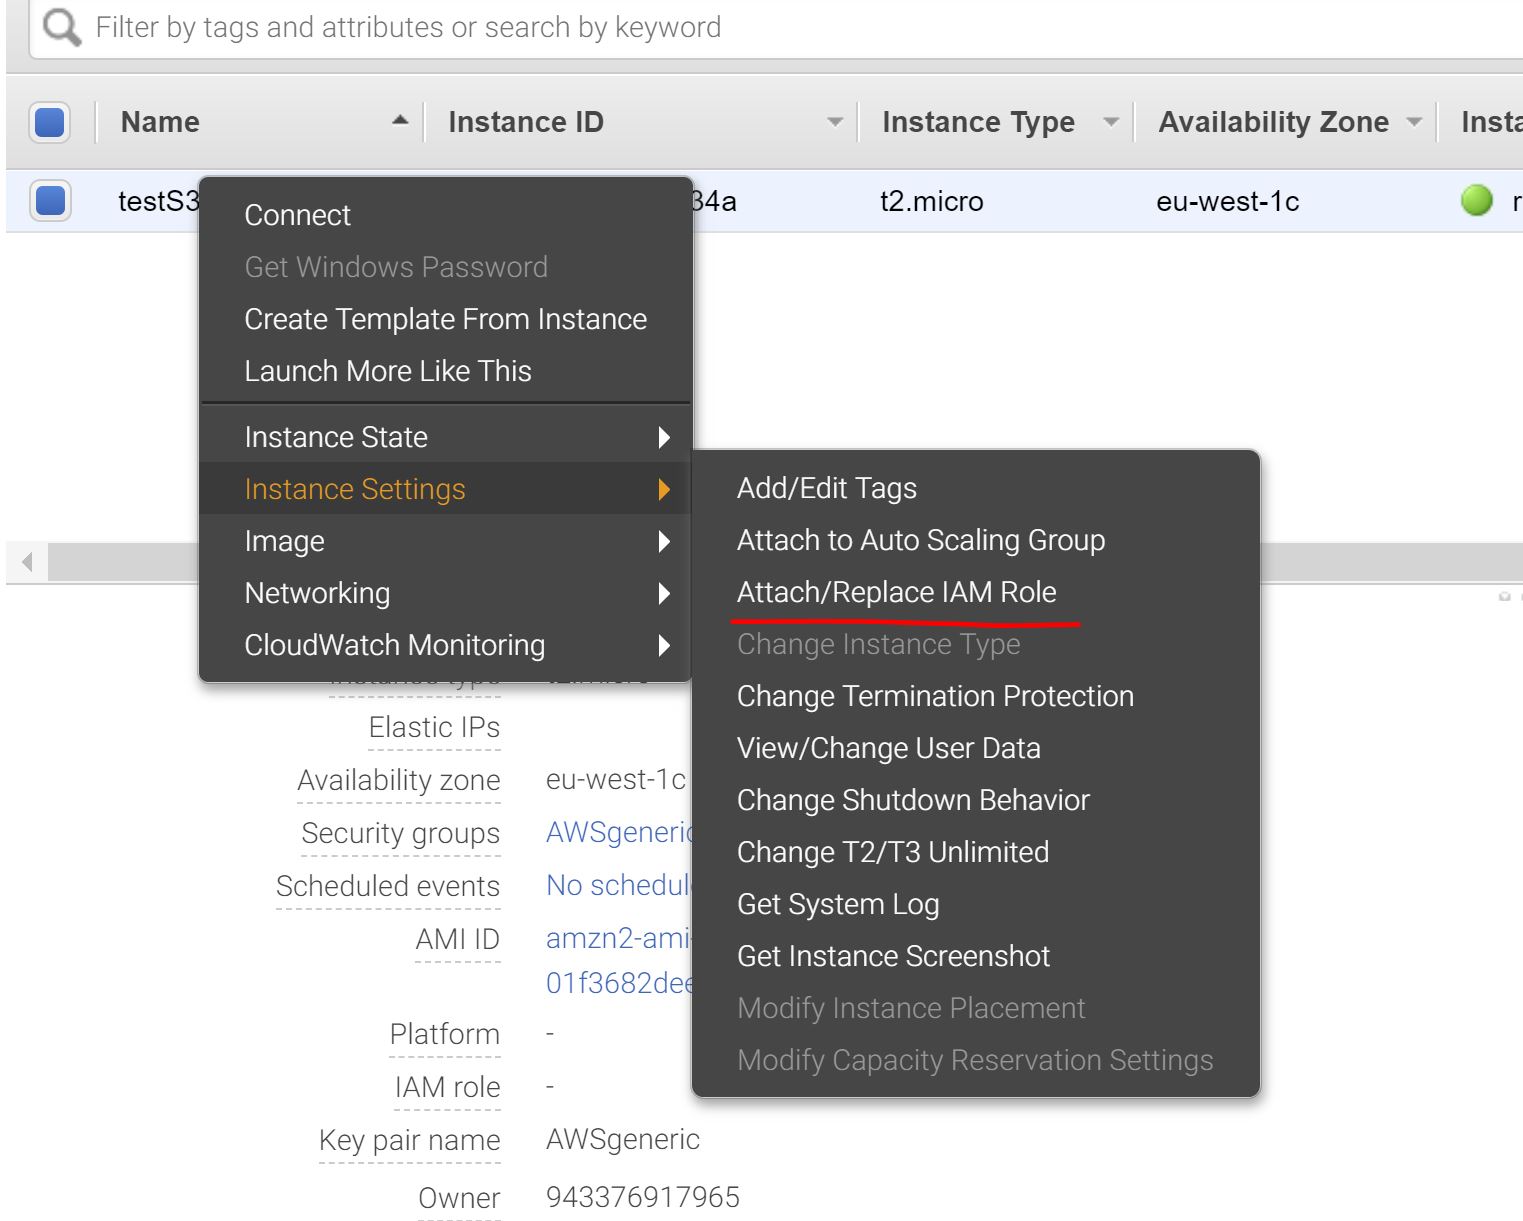 Filter by tags and attributes or search by keyword
Name Instance ID Instance Type Availability Zone Insta
testS3 34a t2.micro eu-west-1c r
Connect
Get Windows Password
Create Template From Instance
Launch More Like This
Instance State
Instance Settings
Image
Networking
CloudWatch Monitoring
Add/Edit Tags
Attach to Auto Scaling Group
Attach/Replace IAM Role
Change Instance Type
Change Termination Protection
View/Change User Data
Change Shutdown Behavior
Change T2/T3 Unlimited
Get System Log
Get Instance Screenshot
Modify Instance Placement
Modify Capacity Reservation Settings
Elastic IPs
Availability zone eu-west-1c
Security groups AWSgeneric
Scheduled events No schedul
AMI ID amzn2-ami-
01f3682dee
Platform -
IAM role -
Key pair name AWSgeneric
Owner 943376917965